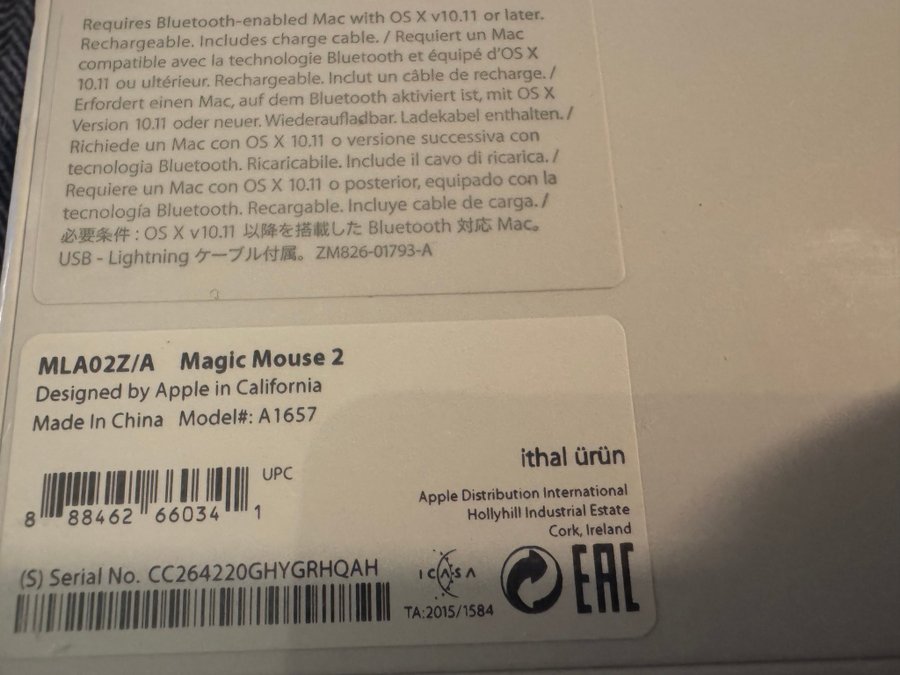 Requires Bluetooth-enabled Mac with OS X v10.11 or later.
Rechargeable. Includes charge cable. / Requiert un Mac
compatible avec la technologie Bluetooth et équipé d'OS X
10.11 ou ultérieur. Rechargeable. Inclut un câble de recharge. /
Erfordert einen Mac, auf dem Bluetooth aktiviert ist, mit OS X
Version 10.11 oder neuer. Wiederaufladbar. Ladekabel enthalten. /
Richiede un Mac con OS X 10.11 o versione successiva con
tecnologia Bluetooth. Ricaricabile. Include il cavo di ricarica. /
Requiere un Mac con OS X 10.11 o posterior, equipado con la
tecnología Bluetooth. Recargable. Incluye cable de carga. /
必要条件 : OS X v10.11 以降を搭載した Bluetooth 対応 Mac。
USB - Lightning ケーブル付属。 ZM826-01793-A
MLA02Z/A Magic Mouse 2
Designed by Apple in California
Made In China Model#: A1657
UPC
8 88462 66034 1
ithal ürün
Apple Distribution International
Hollyhill Industrial Estate
Cork, Ireland
(S) Serial No. CC264220GHYGRHQAH
ICASA
TA:2015/1584
EAC